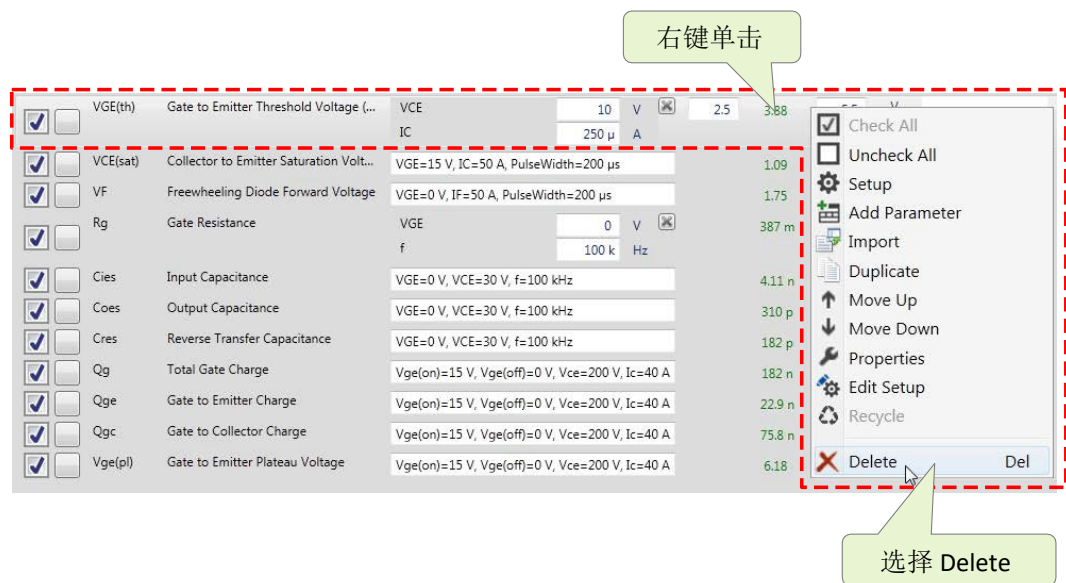 右键单击
VGE(th) Gate to Emitter Threshold Voltage (... VCE 10 V 2.5 3.88
IC 250 μ A
VCE(sat) Collector to Emitter Saturation Volt... VGE=15 V, IC=50 A, PulseWidth=200 μs 1.09
VF Freewheeling Diode Forward Voltage VGE=0 V, IF=50 A, PulseWidth=200 μs 1.75
Rg Gate Resistance VGE 0 V 387 m
f 100 k Hz
Cies Input Capacitance VGE=0 V, VCE=30 V, f=100 kHz 4.11 n
Coes Output Capacitance VGE=0 V, VCE=30 V, f=100 kHz 310 p
Cres Reverse Transfer Capacitance VGE=0 V, VCE=30 V, f=100 kHz 182 p
Qg Total Gate Charge Vge(on)=15 V, Vge(off)=0 V, Vce=200 V, Ic=40 A 182 n
Qge Gate to Emitter Charge Vge(on)=15 V, Vge(off)=0 V, Vce=200 V, Ic=40 A 22.9 n
Qgc Gate to Collector Charge Vge(on)=15 V, Vge(off)=0 V, Vce=200 V, Ic=40 A 75.8 n
Vge(pl) Gate to Emitter Plateau Voltage Vge(on)=15 V, Vge(off)=0 V, Vce=200 V, Ic=40 A 6.18
Check All
Uncheck All
Setup
Add Parameter
Import
Duplicate
Move Up
Move Down
Properties
Edit Setup
Recycle
Delete Del
选择 Delete